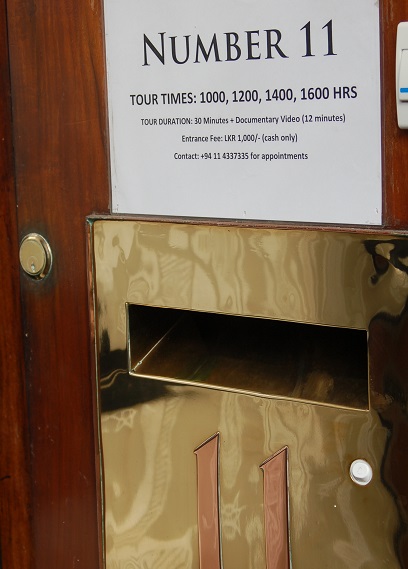 NUMBER 11
TOUR TIMES: 1000, 1200, 1400, 1600 HRS
TOUR DURATION: 30 Minutes + Documentary Video (12 minutes)
Entrance Fee: LKR 1,000/- (cash only)
Contact: +94 11 4337335 for appointments
11